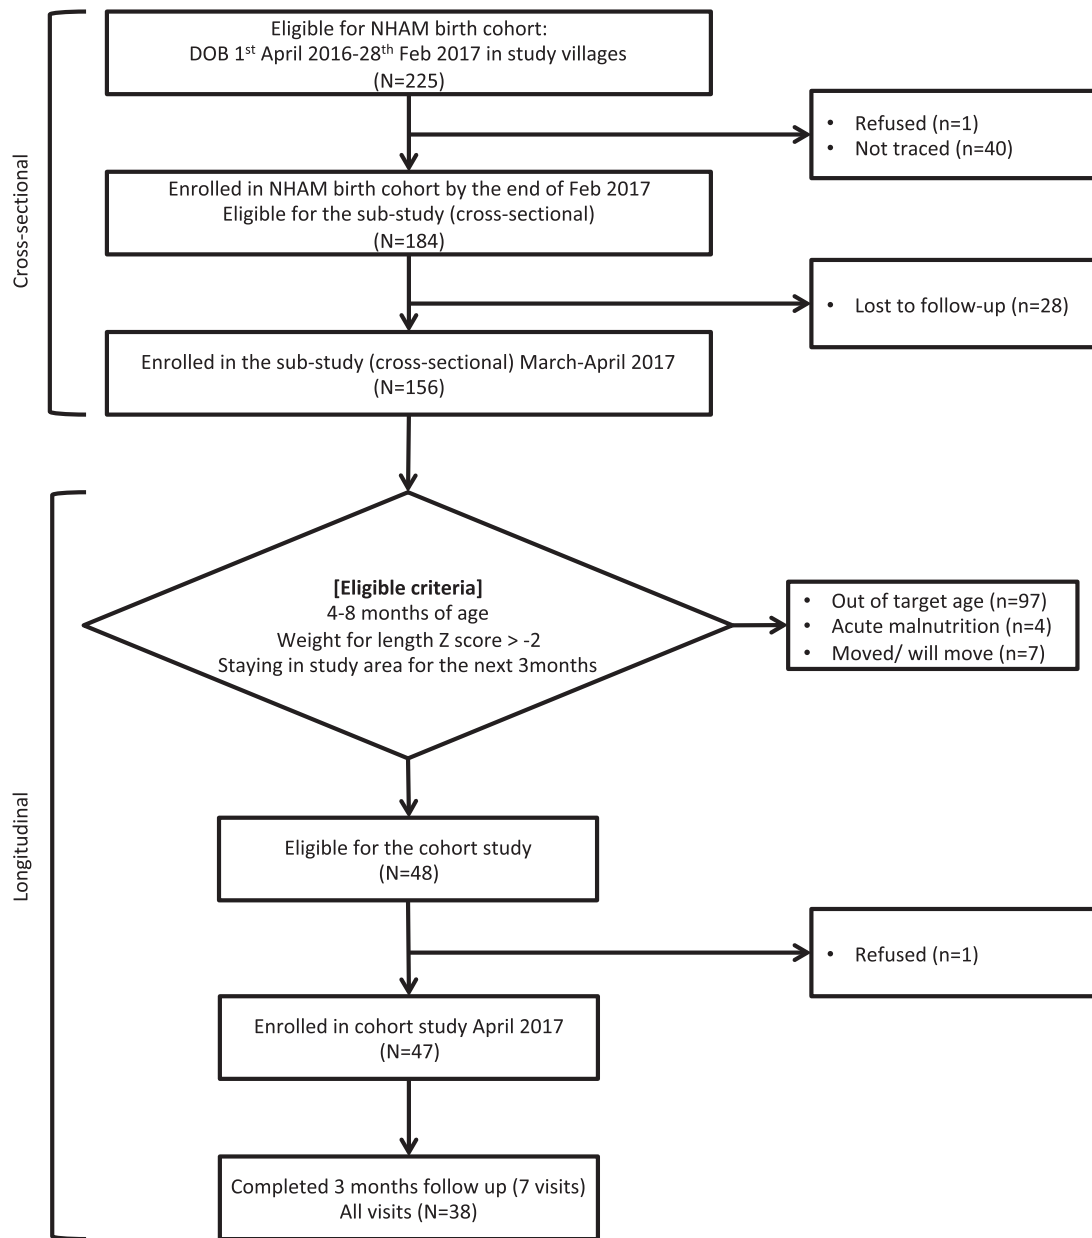 Cross-sectional
Eligible for NHAM birth cohort:
DOB 1st April 2016-28th Feb 2017 in study villages
(N=225)
• Refused (n=1)
• Not traced (n=40)
Enrolled in NHAM birth cohort by the end of Feb 2017
Eligible for the sub-study (cross-sectional)
(N=184)
• Lost to follow-up (n=28)
Enrolled in the sub-study (cross-sectional) March-April 2017
(N=156)
Longitudinal
[Eligible criteria]
4-8 months of age
Weight for length Z score > -2
Staying in study area for the next 3months
• Out of target age (n=97)
• Acute malnutrition (n=4)
• Moved/ will move (n=7)
Eligible for the cohort study
(N=48)
• Refused (n=1)
Enrolled in cohort study April 2017
(N=47)
Completed 3 months follow up (7 visits)
All visits (N=38)